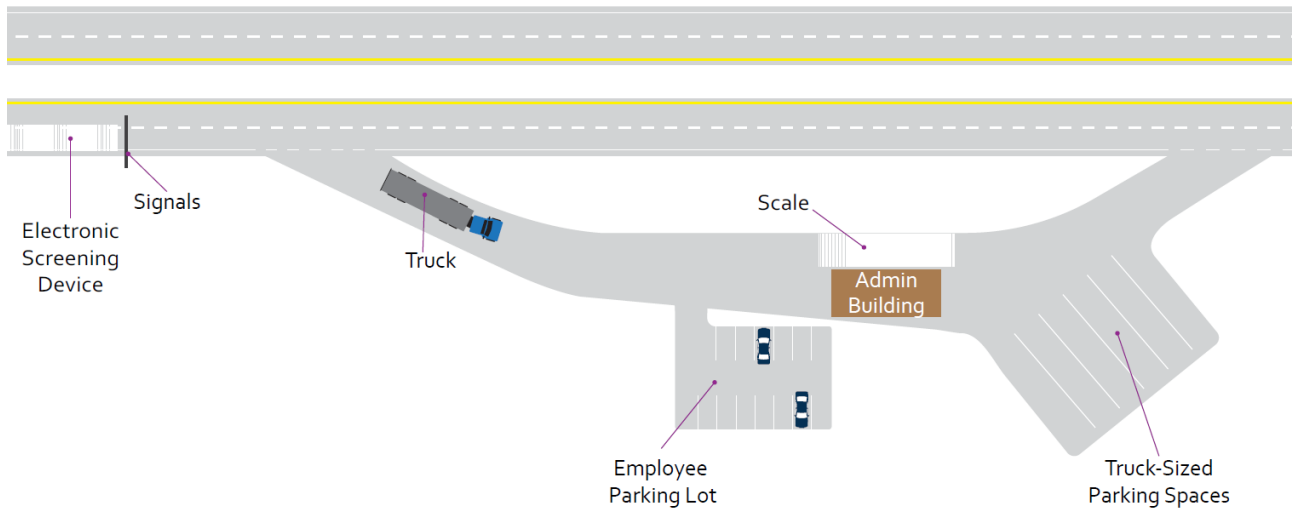 Signals
Electronic
Screening
Device
Truck
Scale
Admin
Building
Employee
Parking Lot
Truck-Sized
Parking Spaces